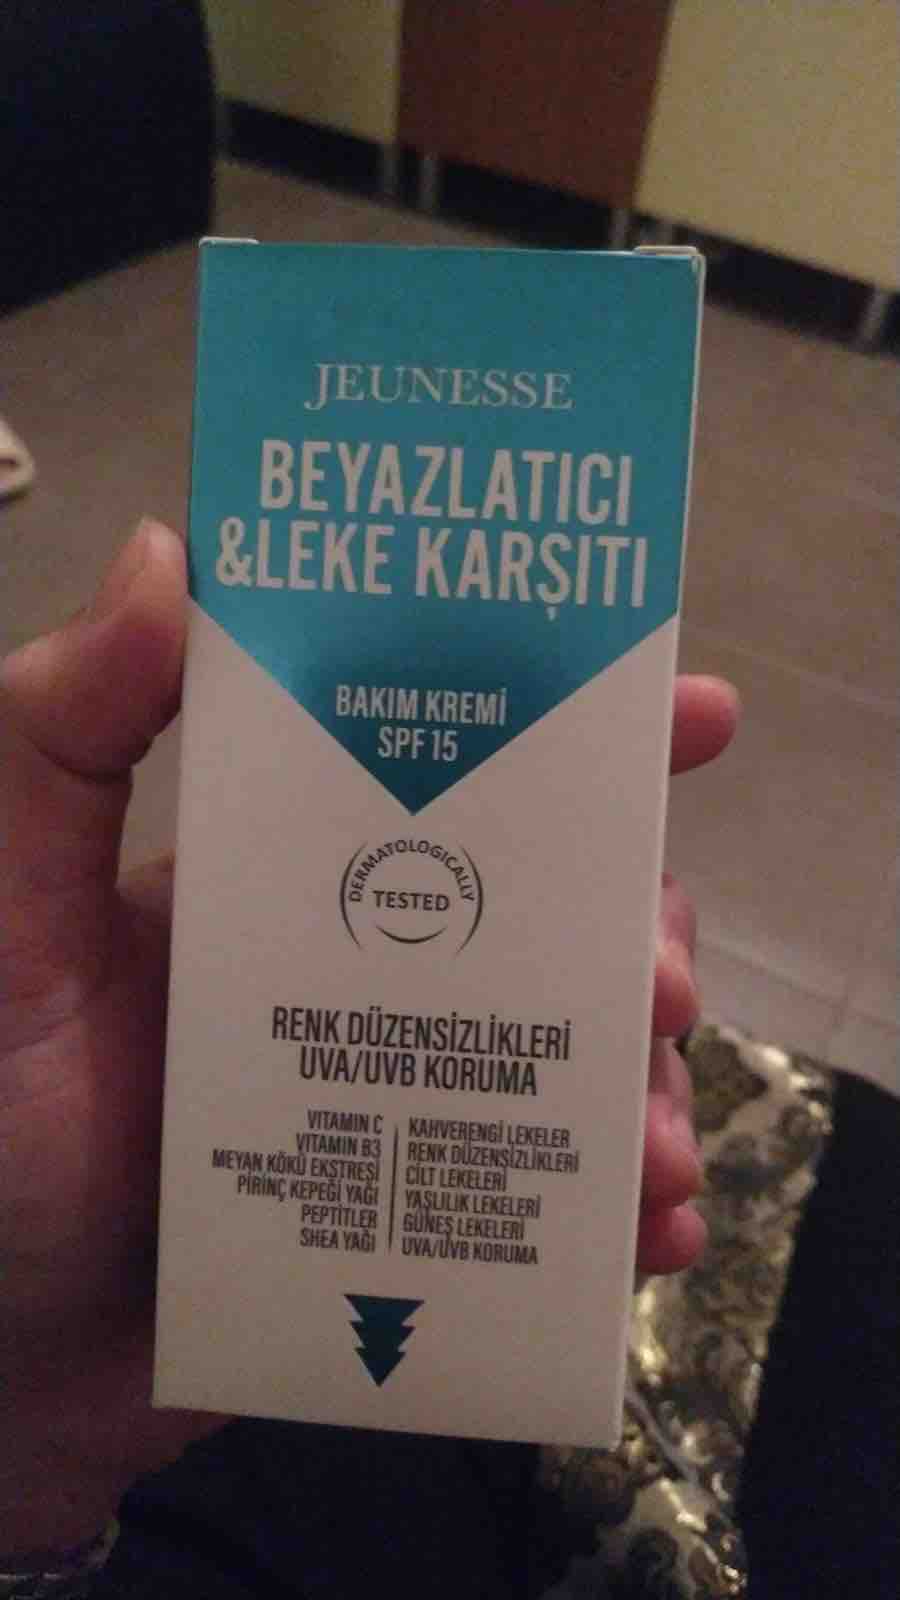 JEUNESSE
BEYAZLATICI
&LEKE KARŞITI
BAKIM KREMİ
SPF 15
DERMATOLOGICALLY
TESTED
RENK DÜZENSİZLİKLERİ
UVA/UVB KORUMA
VITAMIN C
VITAMIN B3
MEYAN KÖKÜ EKSTRESİ
PİRİNÇ KEPEĞİ YAĞI
PEPTİTLER
SHEA YAĞI
KAHVERENGİ LEKELER
RENK DÜZENSİZLİKLERİ
CİLT LEKELERİ
YAŞLILIK LEKELERİ
GÜNEŞ LEKELERİ
UVA/UVB KORUMA